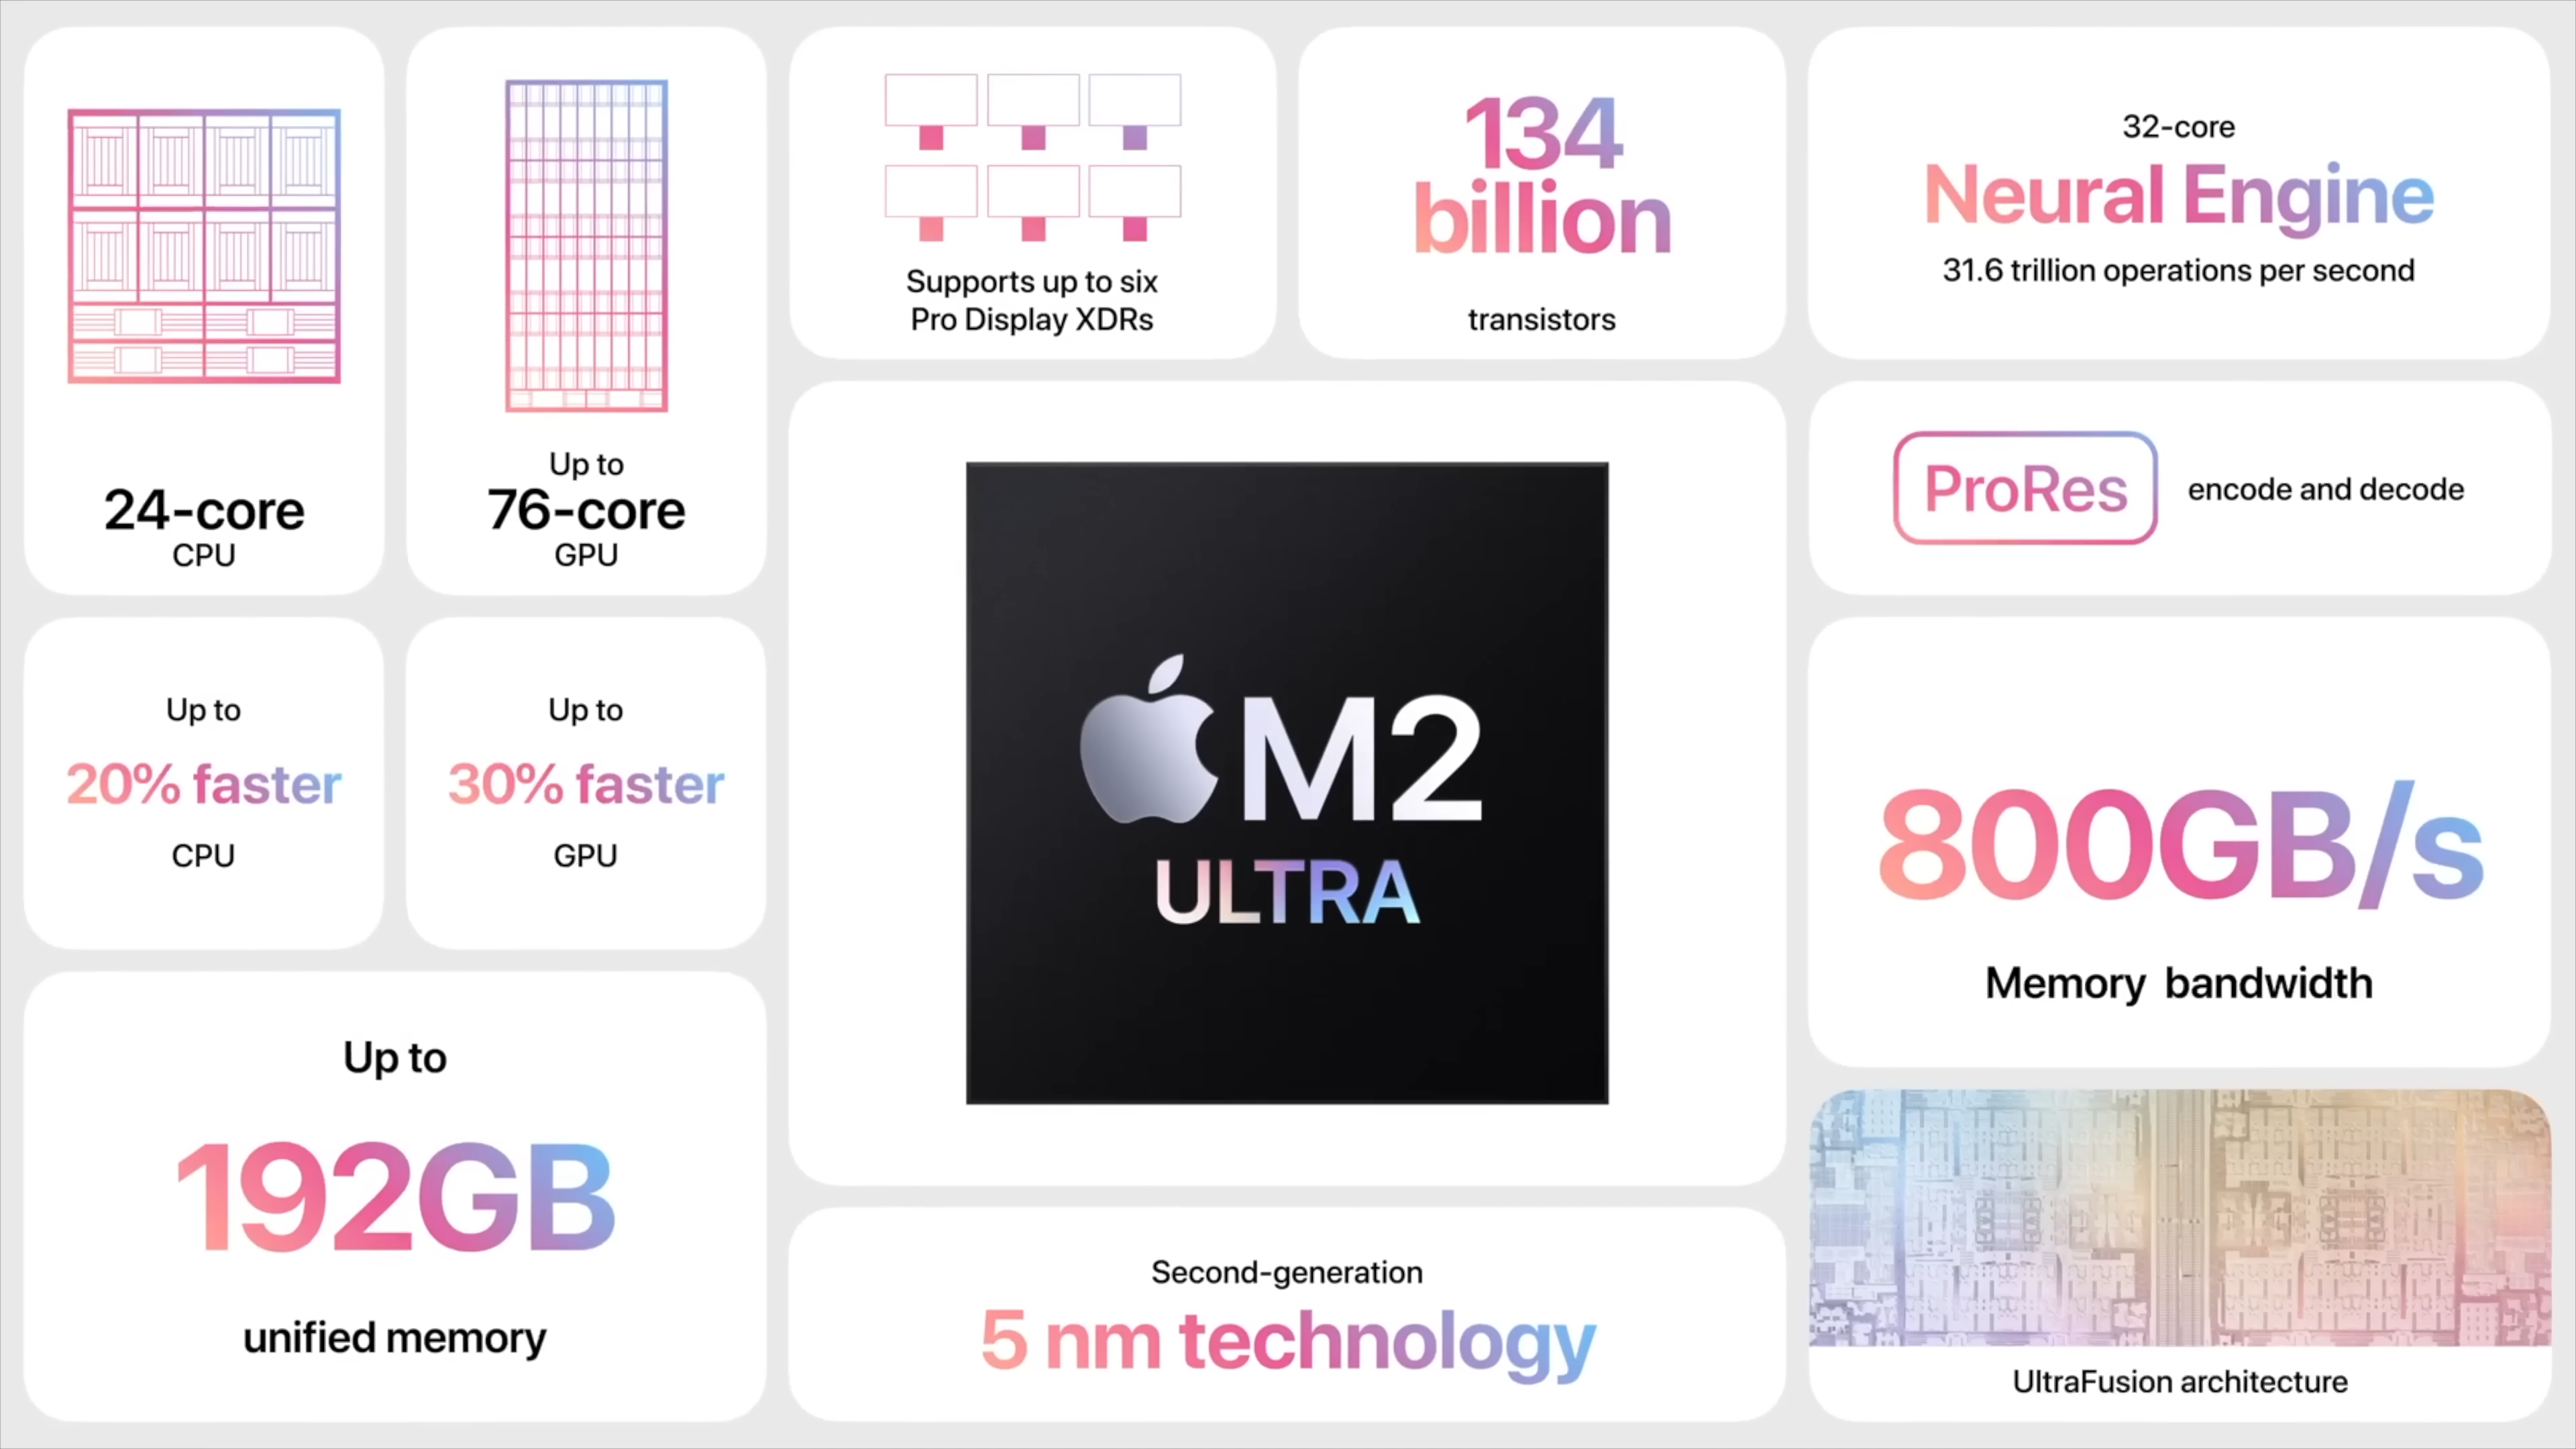 24-core
CPU
Up to
76-core
GPU
Supports up to six
Pro Display XDRs
134
billion
transistors
32-core
Neural Engine
31.6 trillion operations per second
ProRes
encode and decode
Up to
20% faster
CPU
Up to
30% faster
GPU
M2
ULTRA
800GB/s
Memory bandwidth
Up to
192GB
unified memory
Second-generation
5 nm technology
UltraFusion architecture